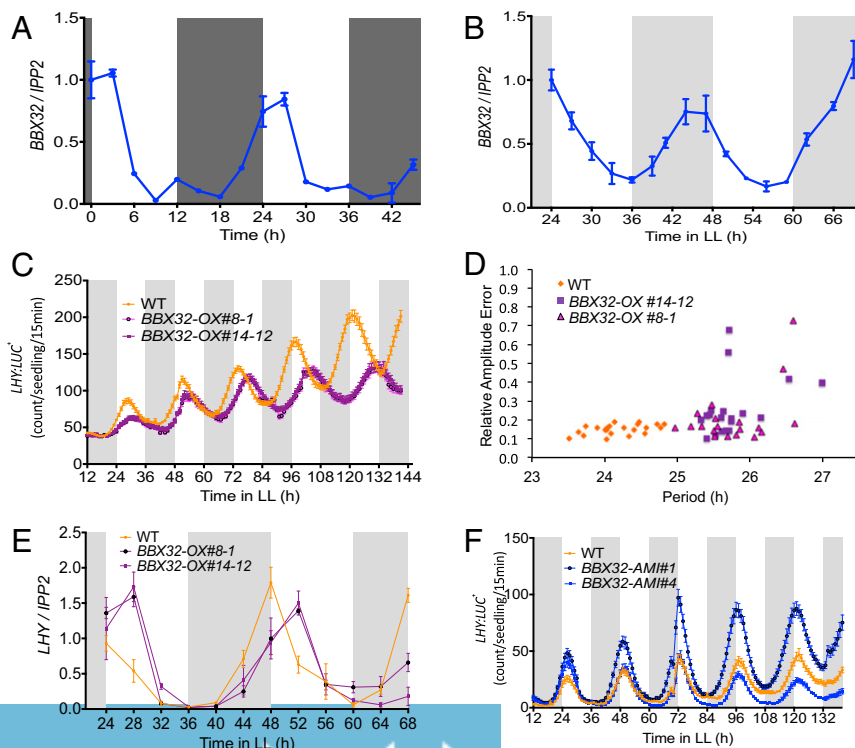 A
BBX32 / IPP2
1.5
1.0
0.5
0.0
0 6 12 18 24 30 36 42
Time (h)
B
BBX32 / IPP2
1.5
1.0
0.5
0.0
24 30 36 42 48 54 60 66
Time in LL (h)
C
LHY:LUC+
(count/seedling/15min)
250
200
150
100
50
0
WT
BBX32-OX#8-1
BBX32-OX#14-12
12 24 36 48 60 72 84 96 108 120 132 144
Time in LL (h)
D
Relative Amplitude Error
1.0
0.9
0.8
0.7
0.6
0.5
0.4
0.3
0.2
0.1
0.0
WT
BBX32-OX #14-12
BBX32-OX #8-1
23 24 25 26 27
Period (h)
E
LHY / IPP2
2.5
2.0
1.5
1.0
0.5
0.0
WT
BBX32-OX#8-1
BBX32-OX#14-12
24 28 32 36 40 44 48 52 56 60 64 68
Time in LL (h)
F
LHY:LUC+
(count/seedling/15min)
150
100
50
0
WT
BBX32-AMI#1
BBX32-AMI#4
12 24 36 48 60 72 84 96 108 120 132
Time in LL (h)